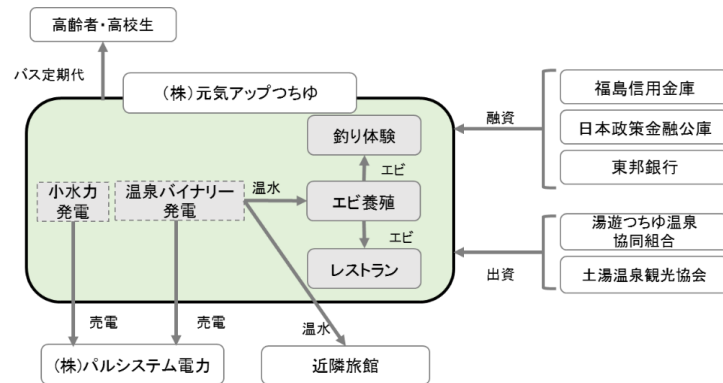 高齢者・高校生
バス定期代
(株)元気アップつちゆ
福島信用金庫
融資
日本政策金融公庫
東邦銀行
釣り体験
エビ
小水力
発電
温泉バイナリー
発電
温水
エビ養殖
エビ
レストラン
湯遊つちゆ温泉
協同組合
出資
土湯温泉観光協会
売電
売電
温水
(株)パルシステム電力
近隣旅館